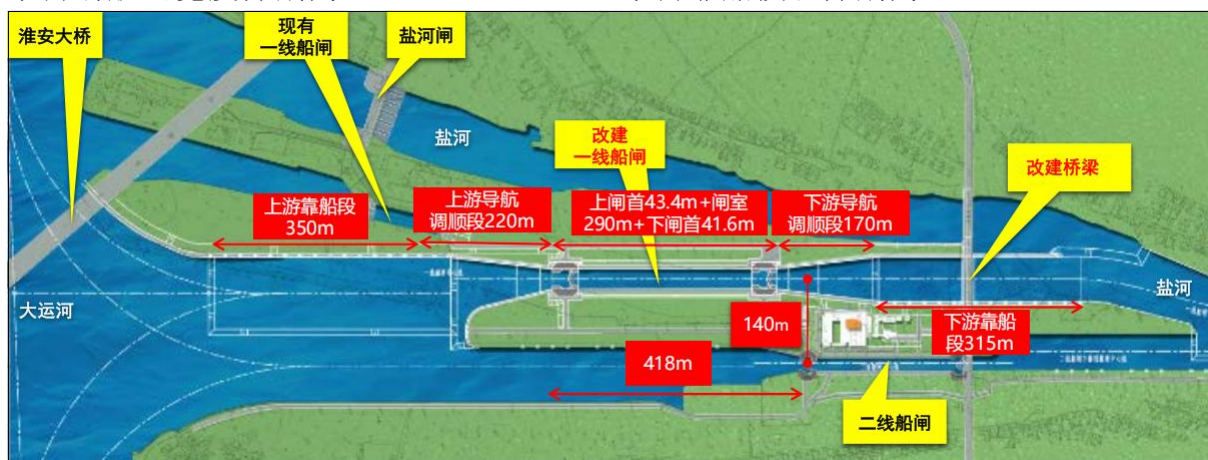 淮安大桥
现有
一线船闸
盐河闸
盐河
改建
一线船闸
改建桥梁
上游靠船段
350m
上游导航
调顺段220m
上闸首43.4m+闸室
290m+下闸首41.6m
下游导航
调顺段170m
大运河
盐河
140m
下游靠船
段315m
418m
二线船闸